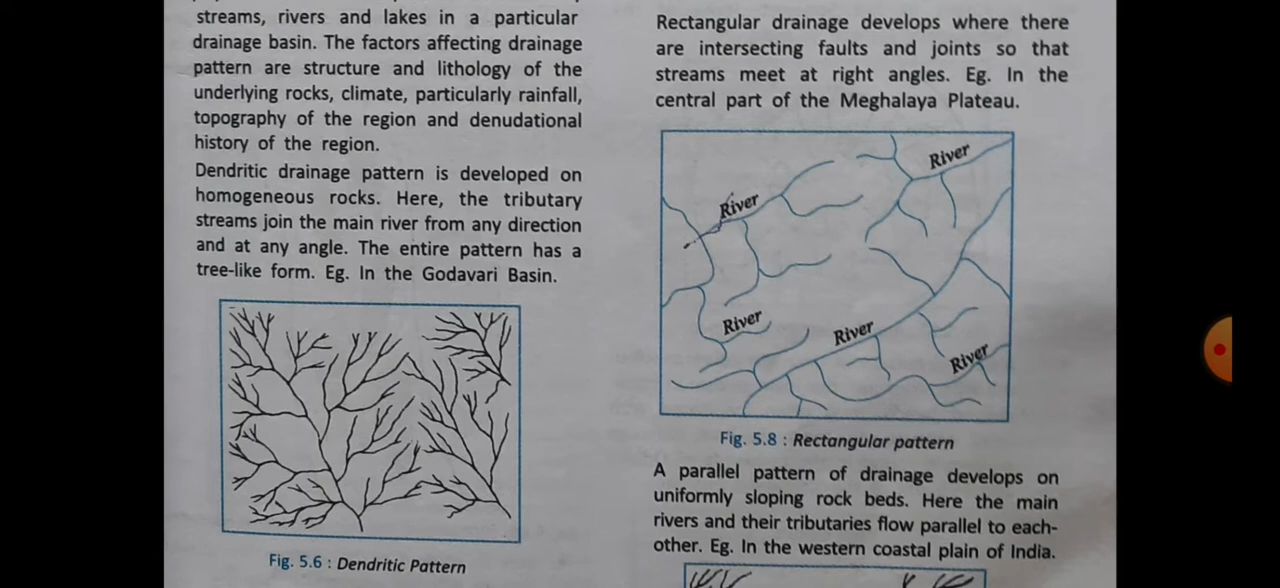 streams, rivers and lakes in a particular
drainage basin. The factors affecting drainage
pattern are structure and lithology of the
underlying rocks, climate, particularly rainfall,
topography of the region and denudational
history of the region.
Dendritic drainage pattern is developed on
homogeneous rocks. Here, the tributary
streams join the main river from any direction
and at any angle. The entire pattern has a
tree-like form. Eg. In the Godavari Basin.
Fig. 5.6 : Dendritic Pattern
Rectangular drainage develops where there
are intersecting faults and joints so that
streams meet at right angles. Eg. In the
central part of the Meghalaya Plateau.
River
River
River
River
River
Fig. 5.8 : Rectangular pattern
A parallel pattern of drainage develops on
uniformly sloping rock beds. Here the main
rivers and their tributaries flow parallel to each-
other. Eg. In the western coastal plain of India.